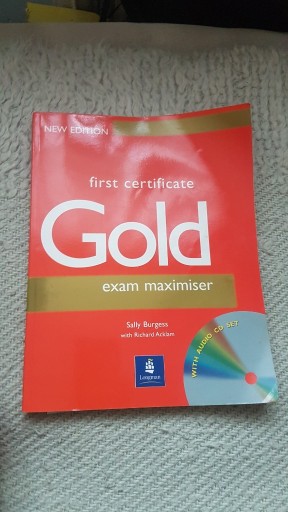 NEW EDITION
first certificate
Gold
exam maximiser
Sally Burgess
with Richard Acklam
WITH AUDIO CD SET
Longman